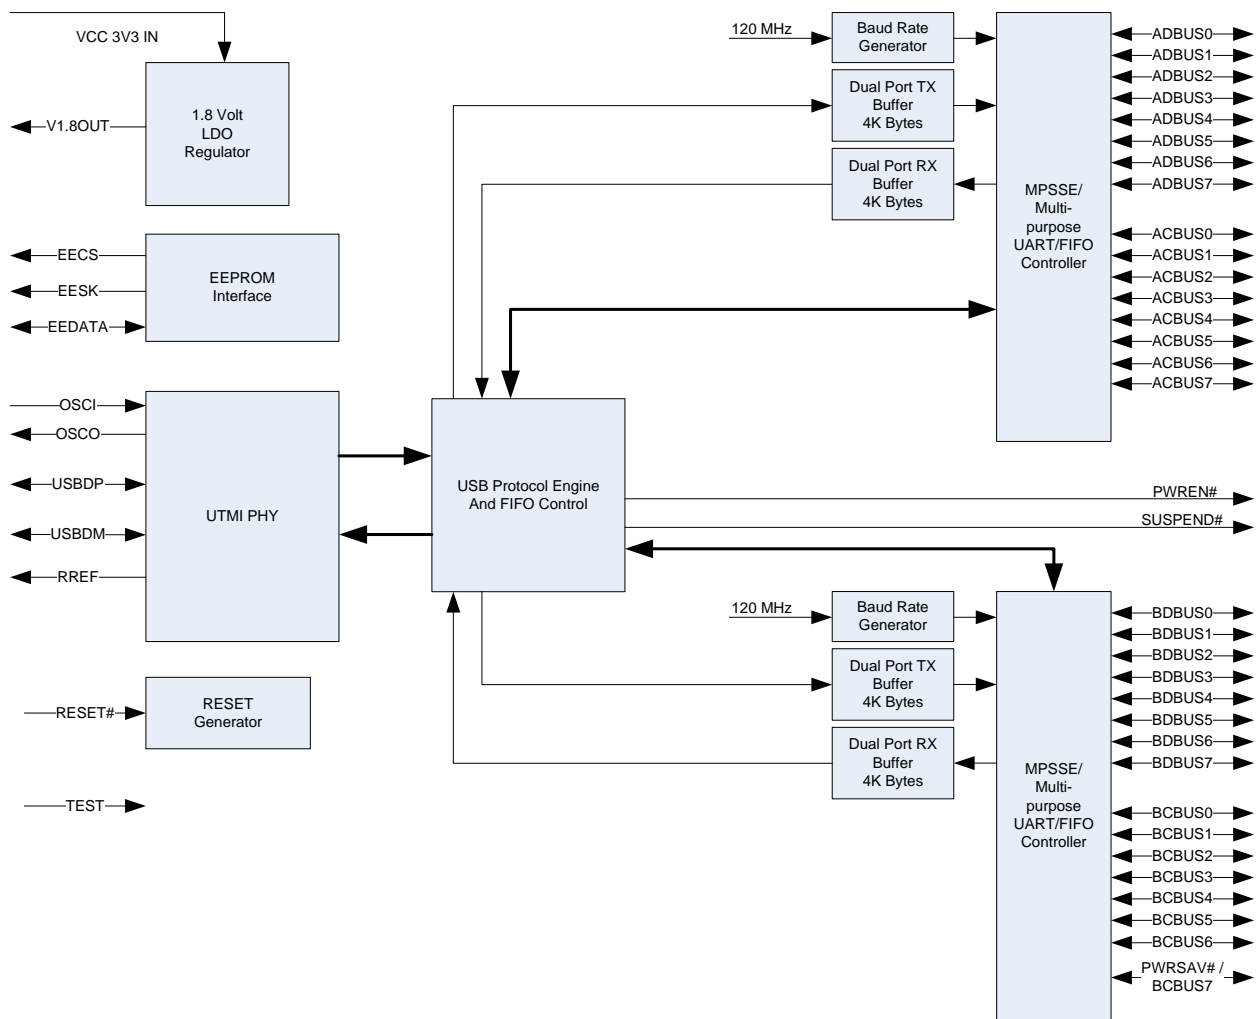 VCC 3V3 IN
1.8 Volt
LDO
Regulator
V1.8OUT
EECS
EESK
EEDATA
EEPROM
Interface
OSCI
OSCO
USBDP
USBDM
RREF
UTMI PHY
RESET#
RESET
Generator
TEST
USB Protocol Engine
And FIFO Control
120 MHz
Baud Rate
Generator
Dual Port TX
Buffer
4K Bytes
Dual Port RX
Buffer
4K Bytes
MPSSE/
Multi-
purpose
UART/FIFO
Controller
ADBUS0
ADBUS1
ADBUS2
ADBUS3
ADBUS4
ADBUS5
ADBUS6
ADBUS7
ACBUS0
ACBUS1
ACBUS2
ACBUS3
ACBUS4
ACBUS5
ACBUS6
ACBUS7
PWREN#
SUSPEND#
120 MHz
Baud Rate
Generator
Dual Port TX
Buffer
4K Bytes
Dual Port RX
Buffer
4K Bytes
MPSSE/
Multi-
purpose
UART/FIFO
Controller
BDBUS0
BDBUS1
BDBUS2
BDBUS3
BDBUS4
BDBUS5
BDBUS6
BDBUS7
BCBUS0
BCBUS1
BCBUS2
BCBUS3
BCBUS4
BCBUS5
BCBUS6
PWRSAV# /
BCBUS7